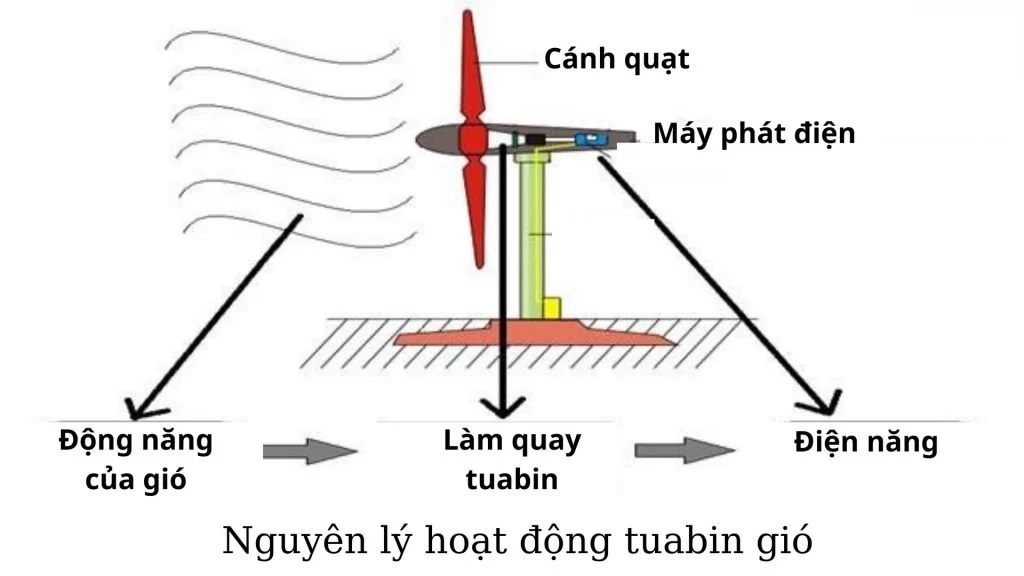 Cánh quạt
Máy phát điện
Động năng
của gió
Làm quay
tuabin
Điện năng
Nguyên lý hoạt động tuabin gió